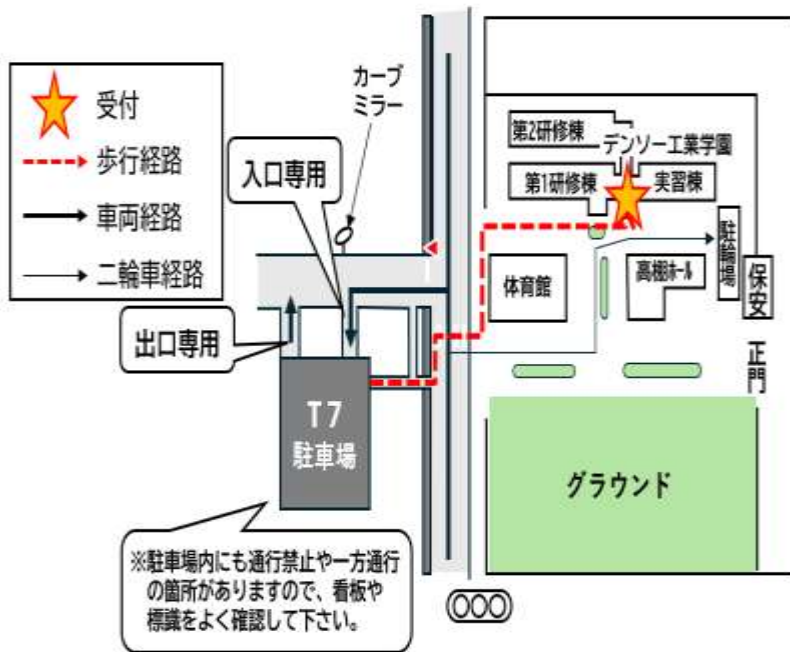 受付
歩行経路
車両経路
二輪車経路
カーブ
ミラー
入口専用
出口専用
T7
駐車場
※駐車場内にも通行禁止や一方通行
の箇所がありますので、看板や
標識をよく確認して下さい。
第2研修棟
デンソー工業学園
第1研修棟
実習棟
体育館
高棚ホール
駐輪場
保安
正門
グラウンド